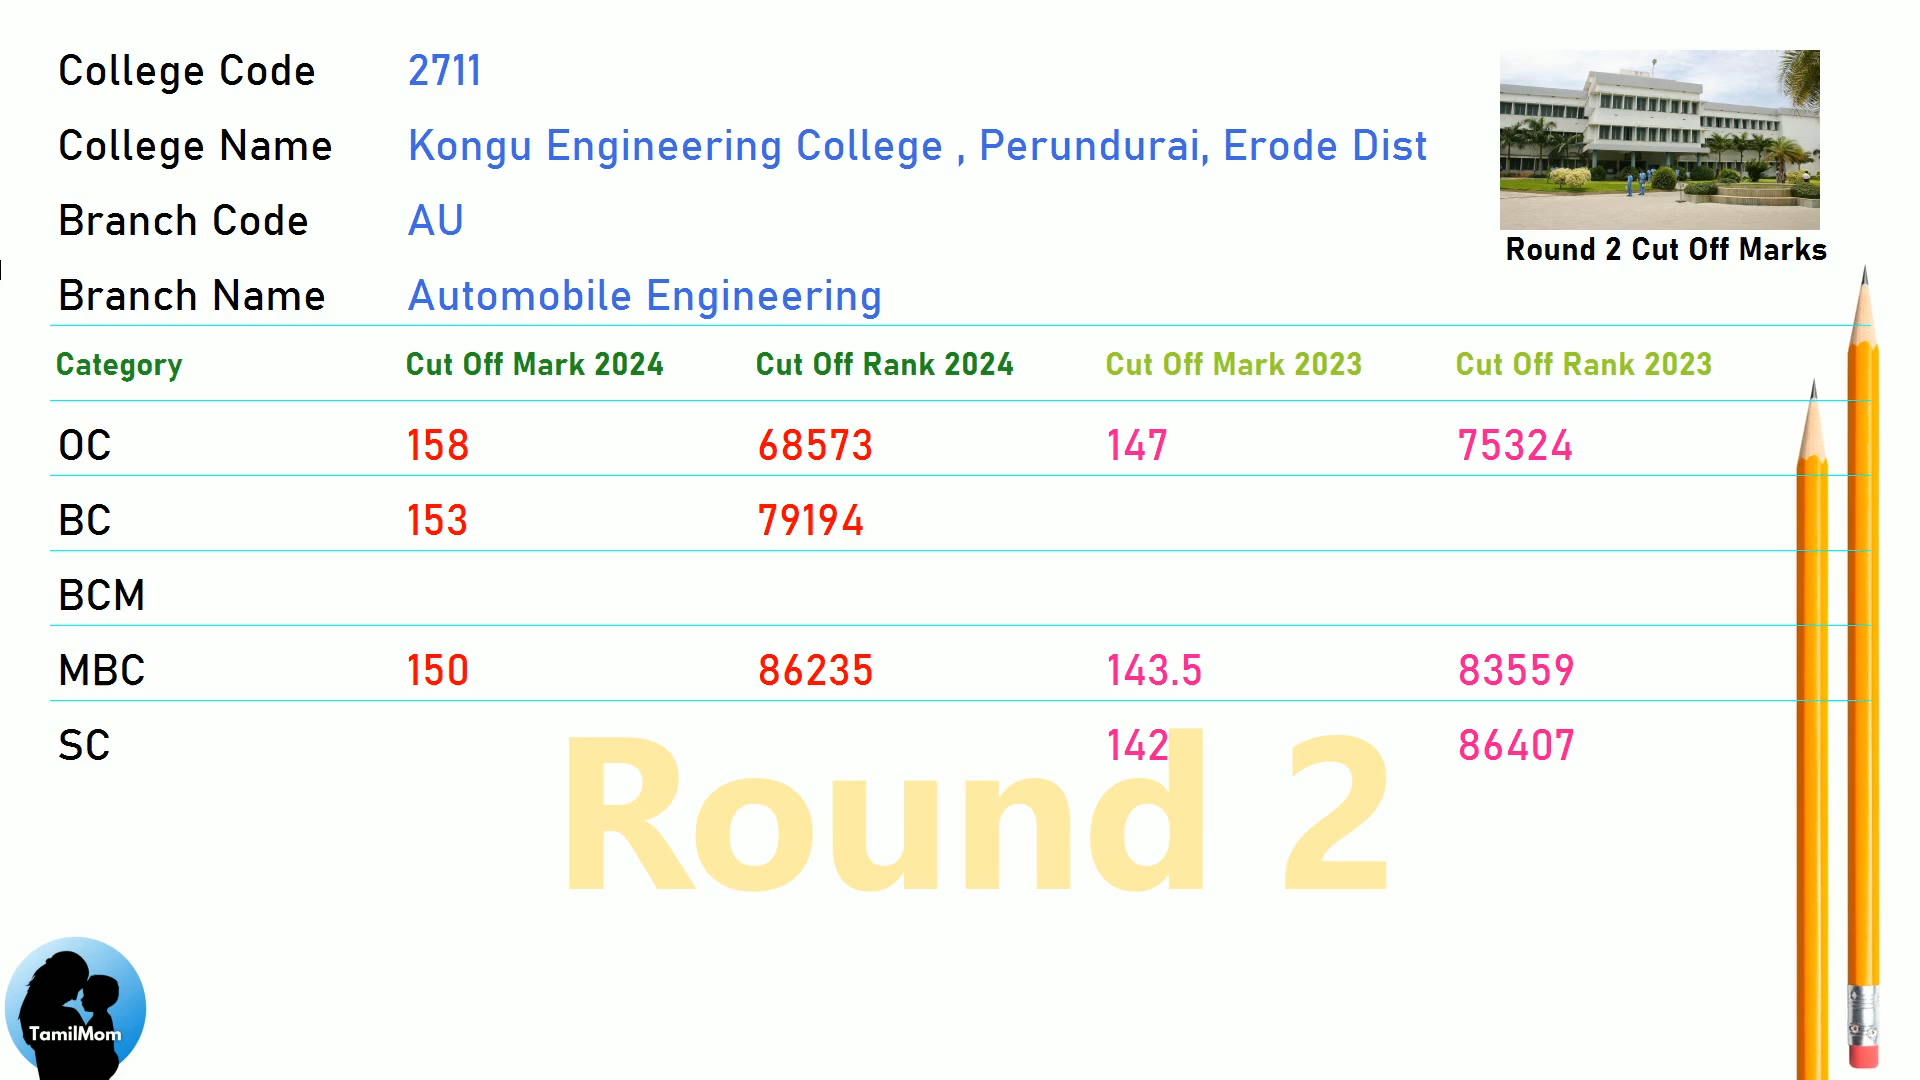 College Code 2711
College Name Kongu Engineering College , Perundurai, Erode Dist
Branch Code AU
Round 2 Cut Off Marks
Branch Name Automobile Engineering
Category Cut Off Mark 2024 Cut Off Rank 2024 Cut Off Mark 2023 Cut Off Rank 2023
OC 158 68573 147 75324
BC 153 79194
BCM
MBC 150 86235 143.5 83559
SC 142 86407
Round 2
TamilMom